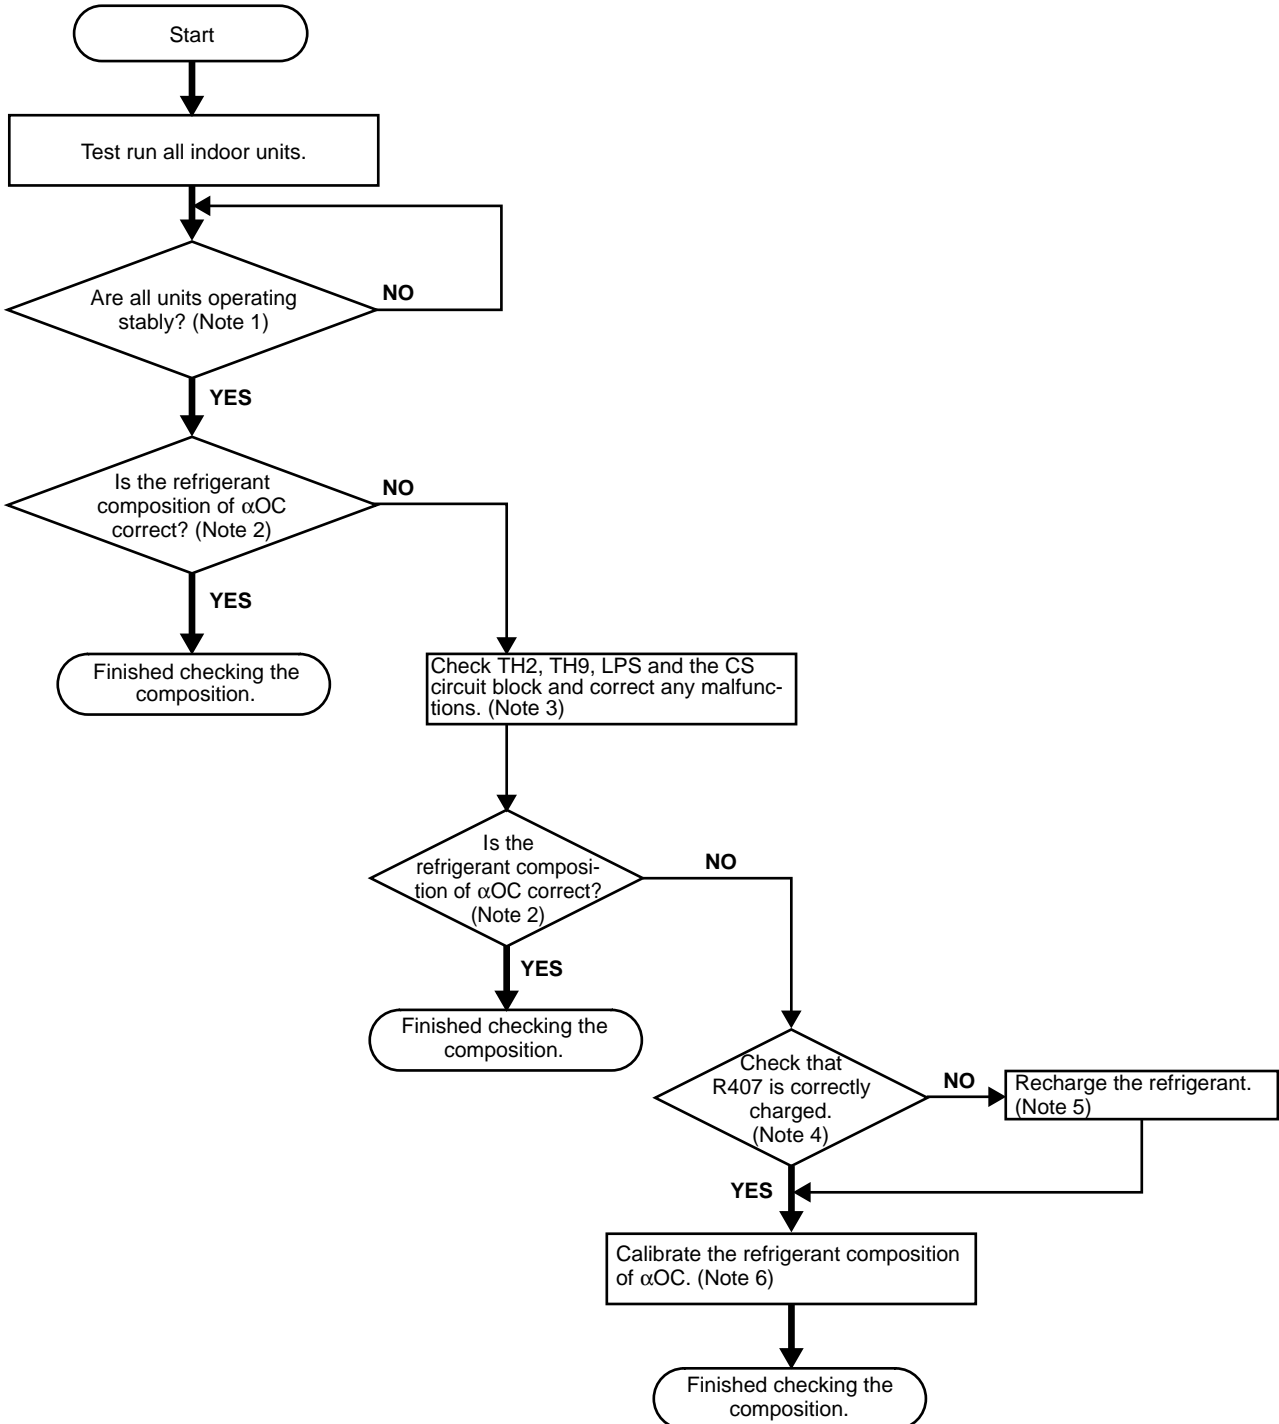 Start
Test run all indoor units.
Are all units operating
stably? (Note 1)
NO
YES
Is the refrigerant
composition of αOC
correct? (Note 2)
NO
YES
Finished checking the
composition.
Check TH2, TH9, LPS and the CS
circuit block and correct any malfunc-
tions. (Note 3)
Is the
refrigerant composi-
tion of αOC correct?
(Note 2)
NO
YES
Finished checking the
composition.
Check that
R407 is correctly
charged.
(Note 4)
NO
Recharge the refrigerant.
(Note 5)
YES
Calibrate the refrigerant composition
of αOC. (Note 6)
Finished checking the
composition.